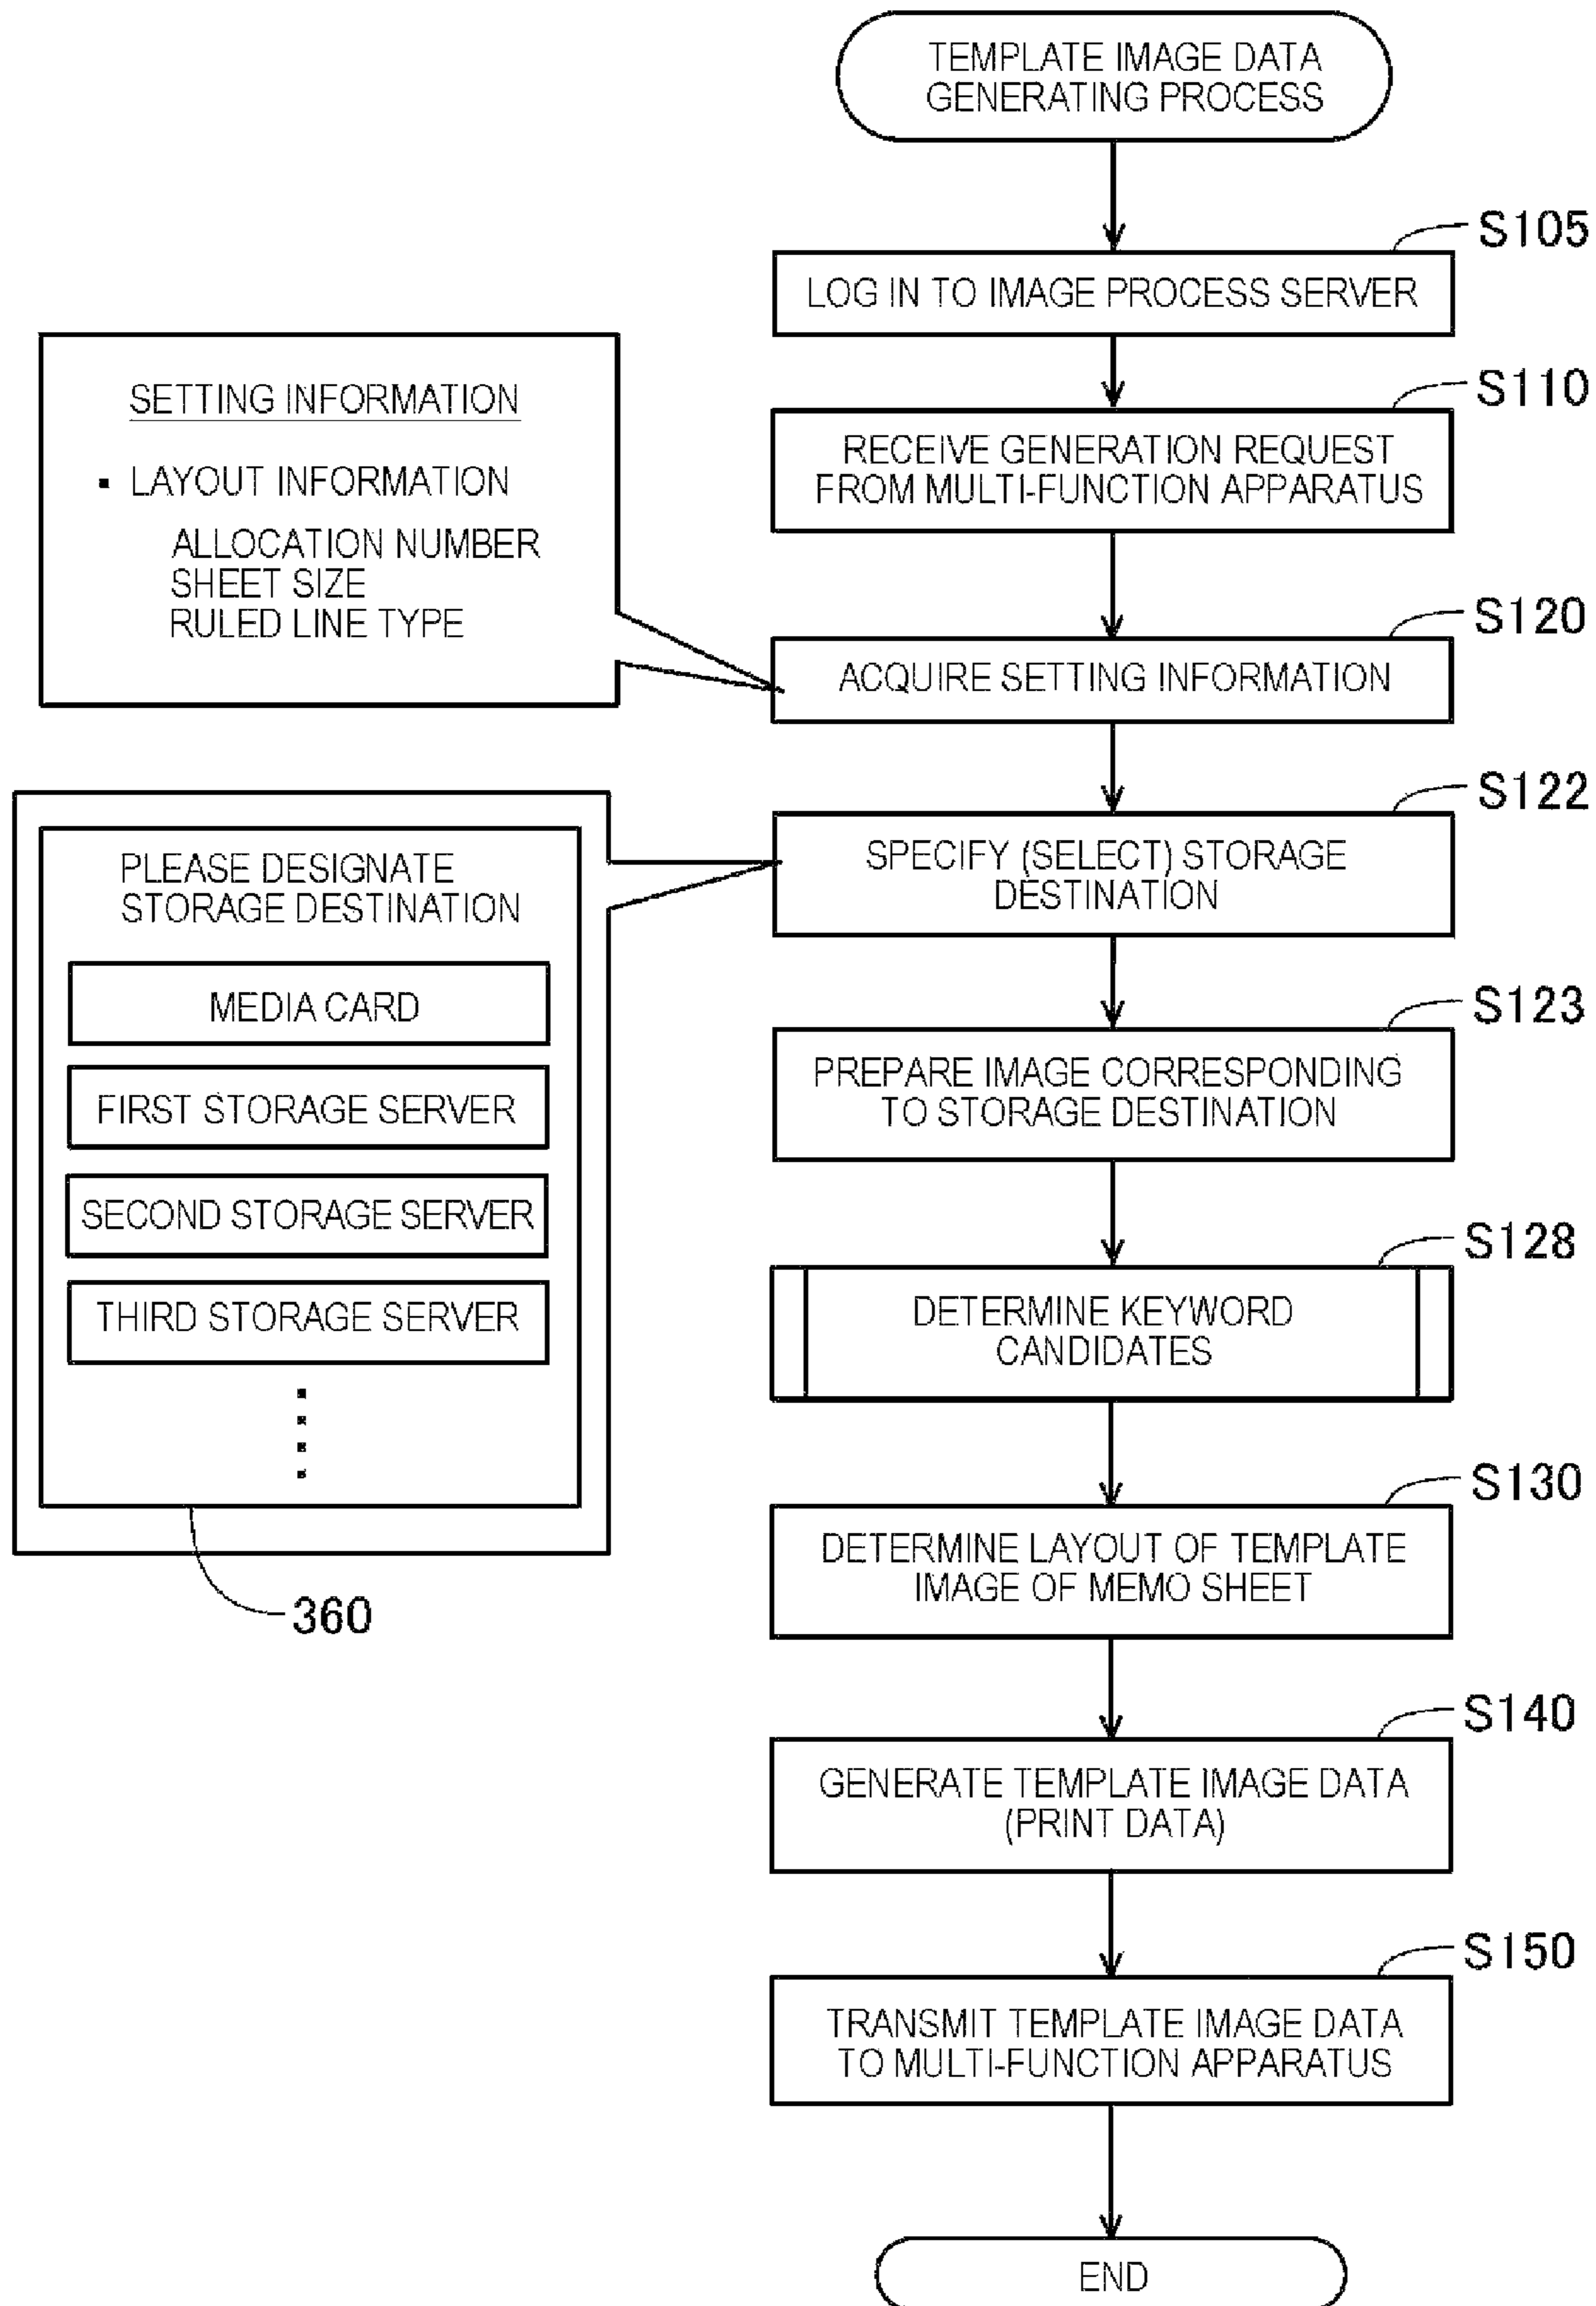 TEMPLATE IMAGE DATA
GENERATING PROCESS
S105
LOG IN TO IMAGE PROCESS SERVER
S110
RECEIVE GENERATION REQUEST
FROM MULTI-FUNCTION APPARATUS
SETTING INFORMATION
▪ LAYOUT INFORMATION
ALLOCATION NUMBER
SHEET SIZE
RULED LINE TYPE
S120
ACQUIRE SETTING INFORMATION
S122
SPECIFY (SELECT) STORAGE
DESTINATION
PLEASE DESIGNATE
STORAGE DESTINATION
MEDIA CARD
FIRST STORAGE SERVER
SECOND STORAGE SERVER
THIRD STORAGE SERVER
360
S123
PREPARE IMAGE CORRESPONDING
TO STORAGE DESTINATION
S128
DETERMINE KEYWORD
CANDIDATES
S130
DETERMINE LAYOUT OF TEMPLATE
IMAGE OF MEMO SHEET
S140
GENERATE TEMPLATE IMAGE DATA
(PRINT DATA)
S150
TRANSMIT TEMPLATE IMAGE DATA
TO MULTI-FUNCTION APPARATUS
END